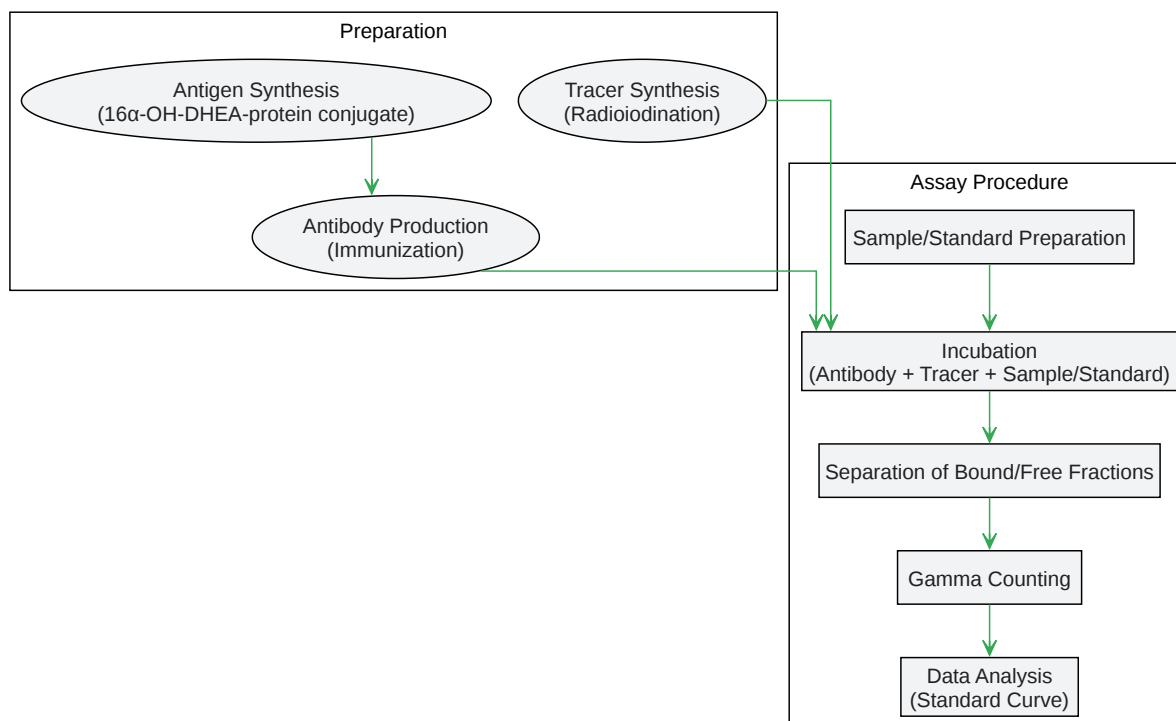 Preparation
Antigen Synthesis
(16α-OH-DHEA-protein conjugate)
Tracer Synthesis
(Radioiodination)
Antibody Production
(Immunization)
Assay Procedure
Sample/Standard Preparation
Incubation
(Antibody + Tracer + Sample/Standard)
Separation of Bound/Free Fractions
Gamma Counting
Data Analysis
(Standard Curve)